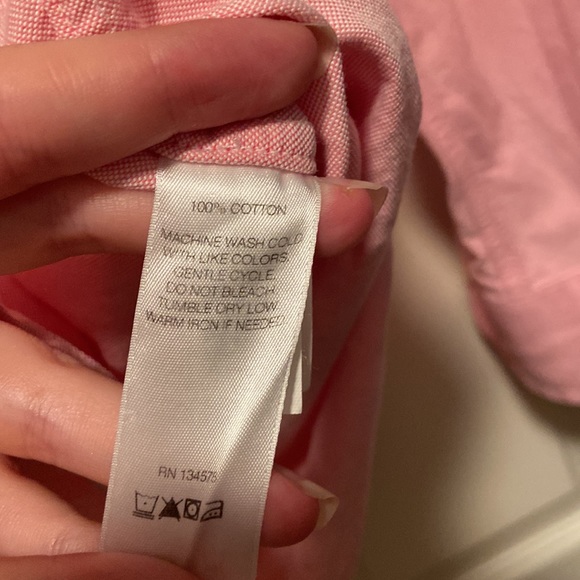 100% COTTON
MACHINE WASH COLD
WITH LIKE COLORS.
GENTLE CYCLE.
DO NOT BLEACH.
TUMBLE DRY LOW.
WARM IRON IF NEEDED.
RN 134575